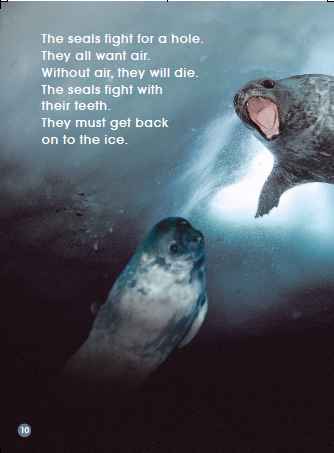 The seals fight for a hole.
They all want air.
Without air, they will die.
The seals fight with
their teeth.
They must get back
on to the ice.
10